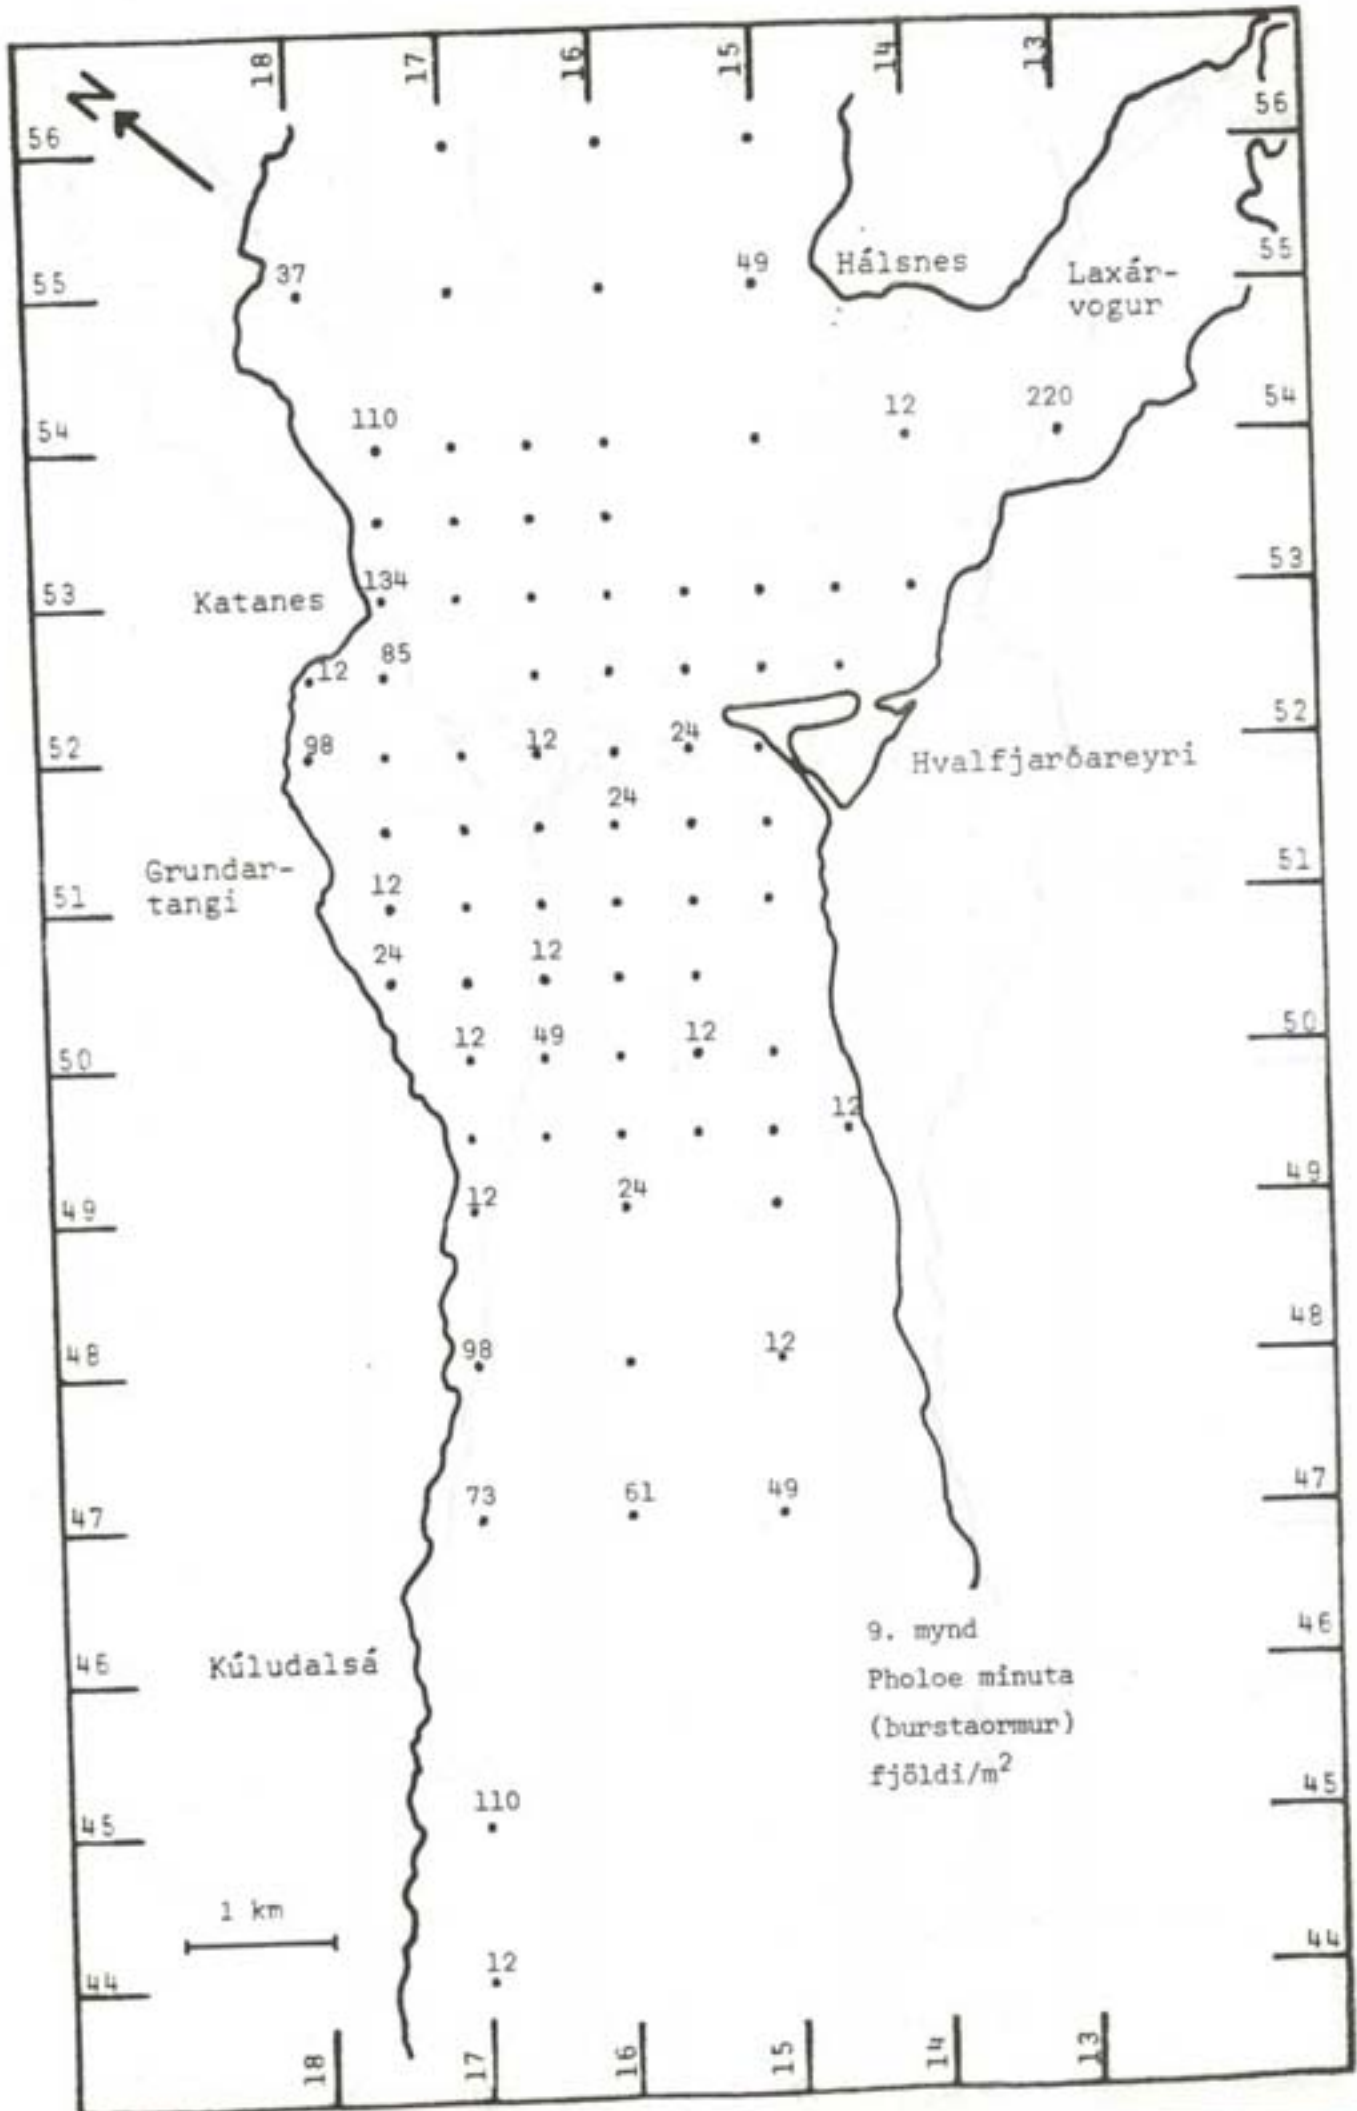 18 17 16 15 14 13
N
56 56
55 37 49 Hálsnes Laxár- 55
vogur
54 110 12 220 54
53 Katanes 134 53
12 85
52 98 12 24 52
Hvalfjarðareyri
24
Grundar-
tangi
51 12 51
24 12
50 12 49 12 50
12
49 12 24 49
48 98 12 48
47 73 61 49 47
9. mynd
46 Kúludalsá 46
Pholoe minuta
(burstaormur)
fjöldi/m²
45 110 45
1 km
44 12 44
18 17 16 15 14 13